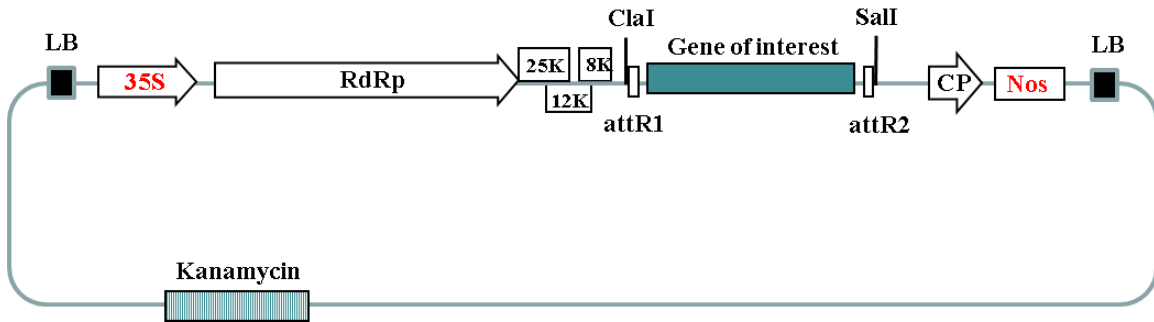 ClaI
SalI
LB
Gene of interest
LB
25K
8K
35S
RdRp
CP
Nos
12K
attR1
attR2
Kanamycin